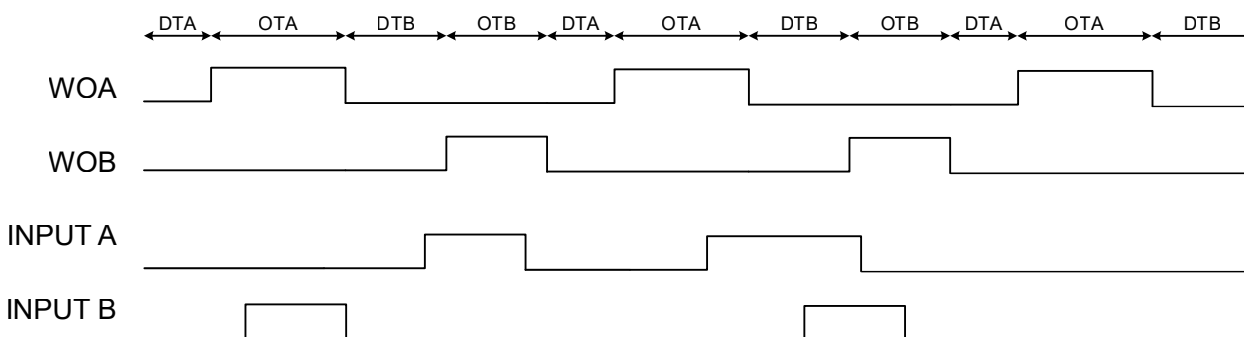 DTA OTA DTB OTB DTA OTA DTB OTB DTA OTA DTB
WOA
WOB
INPUT A
INPUT B